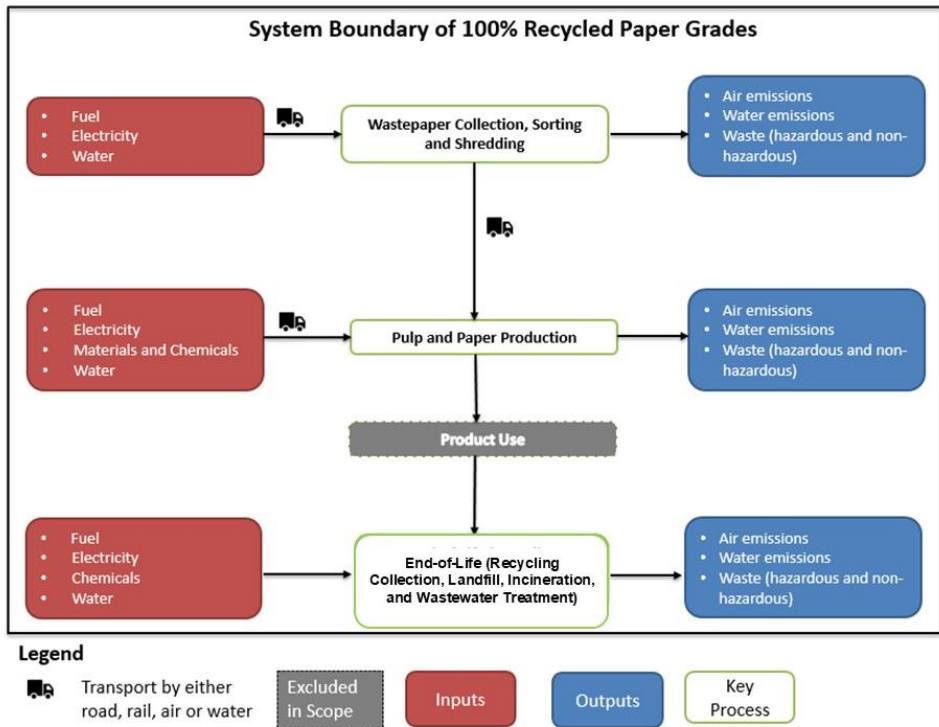 System Boundary of 100% Recycled Paper Grades
• Fuel
• Electricity
• Water
Wastepaper Collection, Sorting
and Shredding
• Air emissions
• Water emissions
• Waste (hazardous and non-
hazardous)
• Fuel
• Electricity
• Materials and Chemicals
• Water
Pulp and Paper Production
• Air emissions
• Water emissions
• Waste (hazardous and non-
hazardous)
Product Use
• Fuel
• Electricity
• Chemicals
• Water
End-of-Life (Recycling
Collection, Landfill, Incineration,
and Wastewater Treatment)
• Air emissions
• Water emissions
• Waste (hazardous and non-
hazardous)
Legend
Transport by either
road, rail, air or water
Excluded
in Scope
Inputs
Outputs
Key
Process